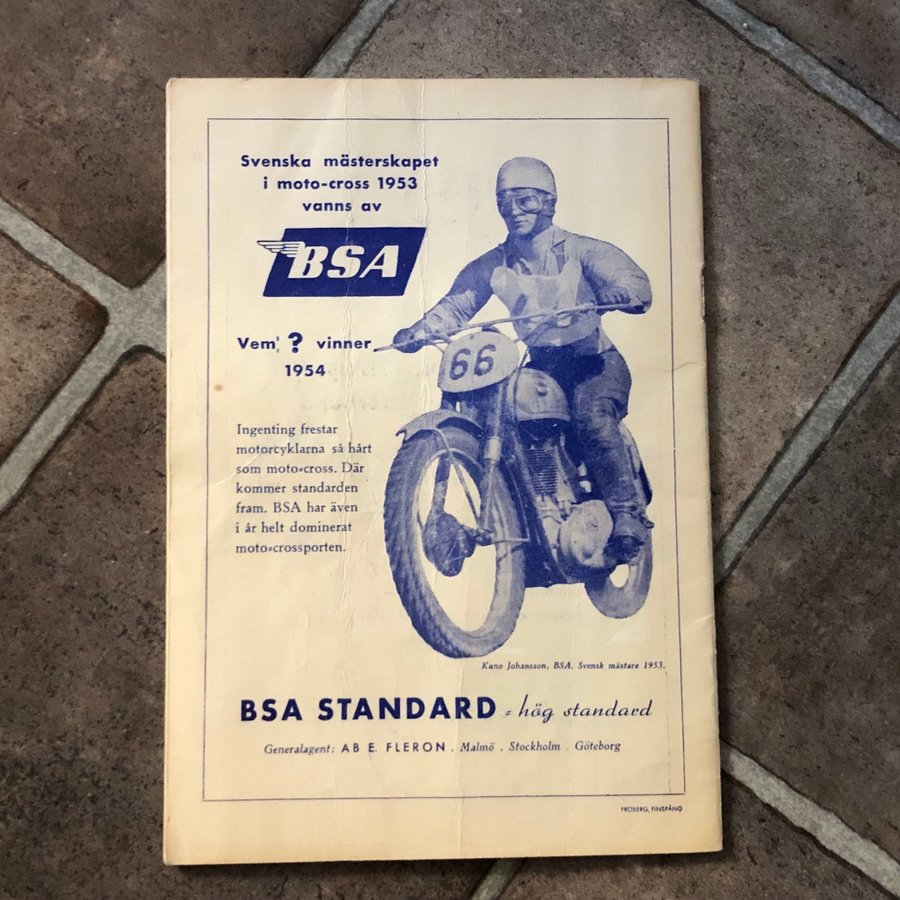 Svenska mästerskapet
i moto-cross 1953
vanns av
BSA
Vem ? vinner
1954
Ingenting frestar
motorcyklarna så hårt
som moto-cross. Där
kommer standarden
fram. BSA har även
i år helt dominerat
moto-crossporten.
66
Kuno Johansson, BSA. Svensk mästare 1953.
BSA STANDARD - hög standard
Generalagent: AB E. FLERON . Malmö . Stockholm . Göteborg
FROBERG, FINSPÅNG